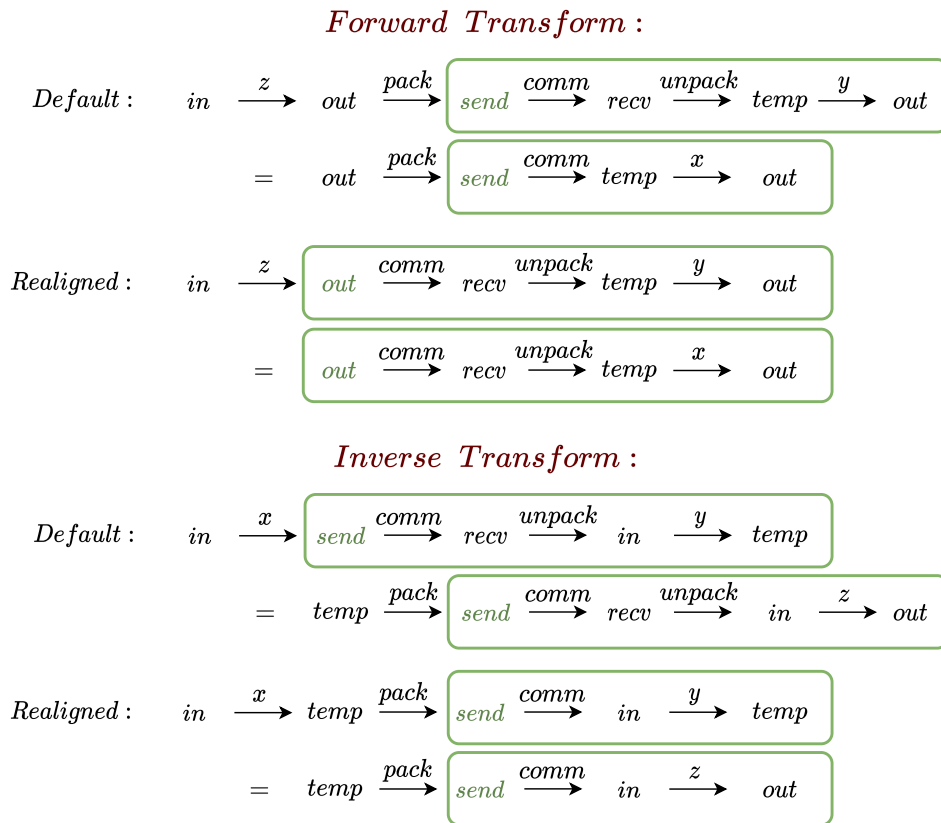 Forward Transform :
Default : in z out pack send comm recv unpack temp y out
= out pack send comm temp x out
Realigned : in z out comm recv unpack temp y out
= out comm recv unpack temp x out
Inverse Transform :
Default : in x send comm recv unpack in y temp
= temp pack send comm recv unpack in z out
Realigned : in x temp pack send comm in y temp
= temp pack send comm in z out